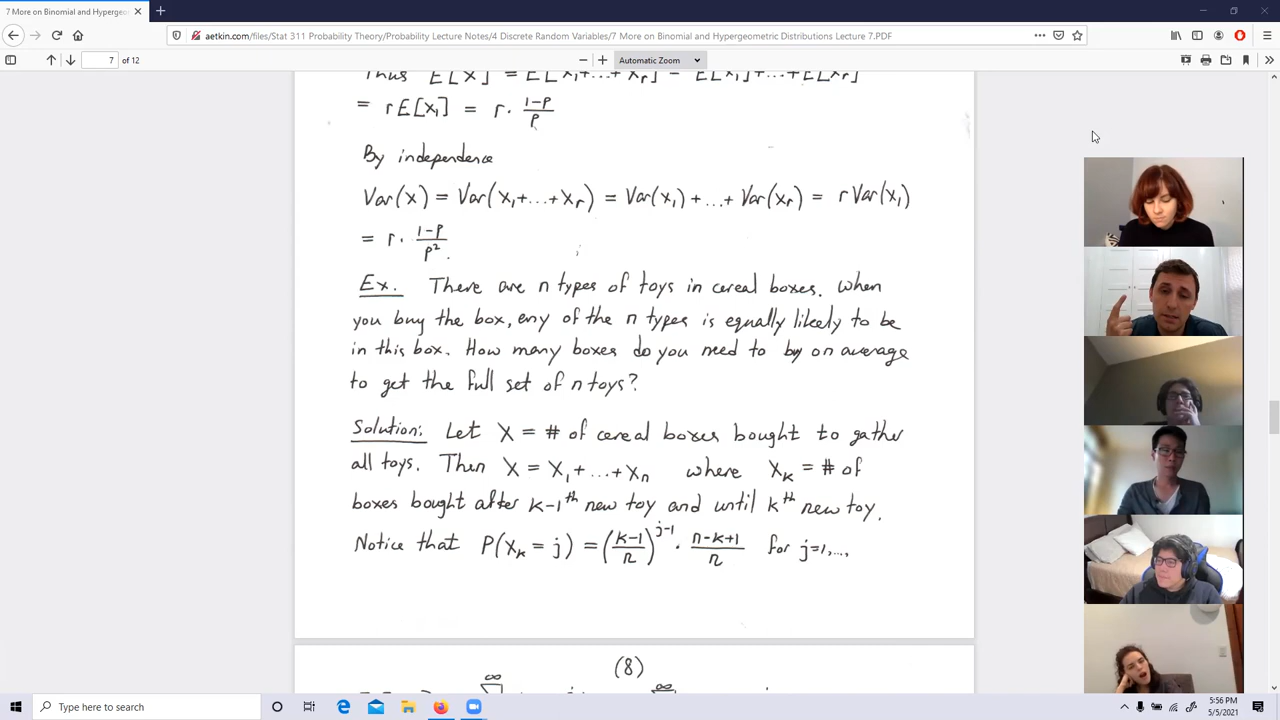 7 More on Binomial and Hypergeo
aetkin.com/files/Stat 311 Probability Theory/Probability Lecture Notes/4 Discrete Random Variables/7 More on Binomial and Hypergeometric Distributions Lecture 7.PDF
7 of 12
Automatic Zoom
Thus E[X] = E[X1+...+Xr] = E[X1]+...+E[Xr]
= rE[X1] = r. (1-p)/p
By independence
Var(X) = Var(X1+...+Xr) = Var(X1)+...+Var(Xr) = rVar(X1)
= r. (1-p)/p².
Ex. There are n types of toys in cereal boxes. When
you buy the box, any of the n types is equally likely to be
in this box. How many boxes do you need to by on average
to get the full set of n toys?
Solution: Let X = # of cereal boxes bought to gather
all toys. Then X = X1+...+Xn where Xk = # of
boxes bought after k-1th new toy and until kth new toy.
Notice that P(Xk = j) = ((k-1)/n)^(j-1) · (n-k+1)/n for j=1,...,
(8)
Type here to search
5:56 PM
5/5/2021